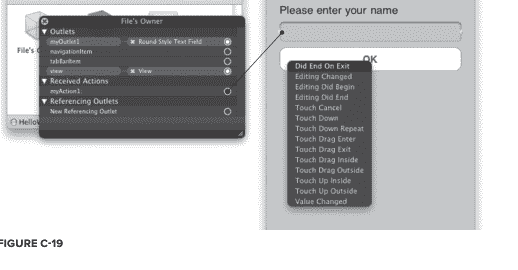 File's Owner
Outlets
myOutlet1 Round Style Text Field
navigationItem
tabBarItem
view View
Received Actions
myAction1:
Referencing Outlets
New Referencing Outlet
File's
Hello
Please enter your name
OK
Did End On Exit
Editing Changed
Editing Did Begin
Editing Did End
Touch Cancel
Touch Down
Touch Down Repeat
Touch Drag Enter
Touch Drag Exit
Touch Drag Inside
Touch Drag Outside
Touch Up Inside
Touch Up Outside
Value Changed
FIGURE C-19